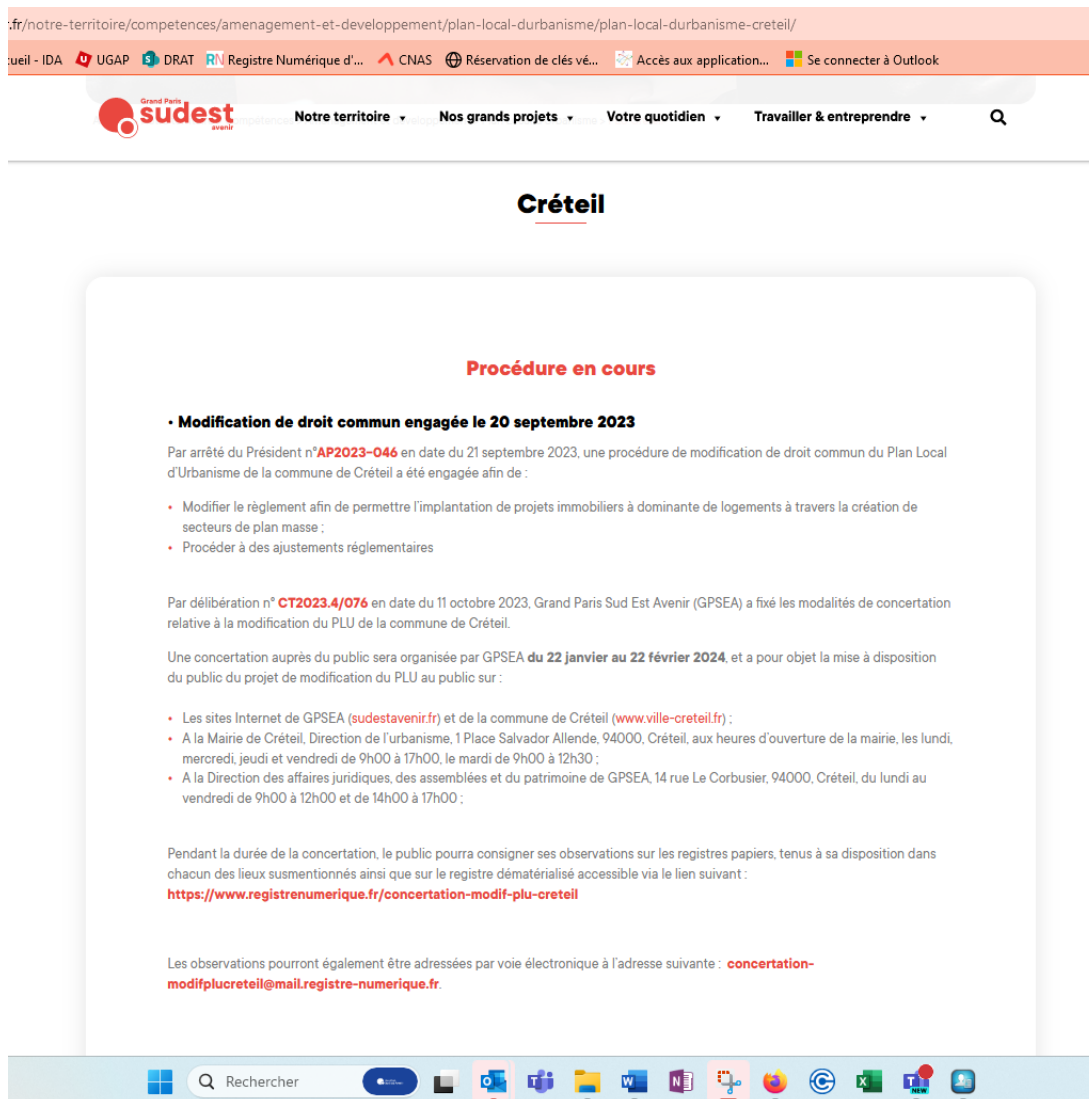 .fr/notre-territoire/competences/amenagement-et-developpement/plan-local-durbanisme/plan-local-durbanisme-creteil/
cueil - IDA UGAP DRAT RN Registre Numérique d'... CNAS Réservation de clés vé... Accès aux application... Se connecter à Outlook
Grand Paris
sudest
avenir
Notre territoire Nos grands projets Votre quotidien Travailler & entreprendre
Créteil
Procédure en cours
• Modification de droit commun engagée le 20 septembre 2023
Par arrêté du Président n°AP2023-046 en date du 21 septembre 2023, une procédure de modification de droit commun du Plan Local
d'Urbanisme de la commune de Créteil a été engagée afin de :
• Modifier le règlement afin de permettre l'implantation de projets immobiliers à dominante de logements à travers la création de
secteurs de plan masse ;
• Procéder à des ajustements réglementaires
Par délibération n° CT2023.4/076 en date du 11 octobre 2023, Grand Paris Sud Est Avenir (GPSEA) a fixé les modalités de concertation
relative à la modification du PLU de la commune de Créteil.
Une concertation auprès du public sera organisée par GPSEA du 22 janvier au 22 février 2024, et a pour objet la mise à disposition
du public du projet de modification du PLU au public sur :
• Les sites Internet de GPSEA (sudestavenir.fr) et de la commune de Créteil (www.ville-creteil.fr) ;
• A la Mairie de Créteil, Direction de l'urbanisme, 1 Place Salvador Allende, 94000, Créteil, aux heures d'ouverture de la mairie, les lundi,
mercredi, jeudi et vendredi de 9h00 à 17h00, le mardi de 9h00 à 12h30 ;
• A la Direction des affaires juridiques, des assemblées et du patrimoine de GPSEA, 14 rue Le Corbusier, 94000, Créteil, du lundi au
vendredi de 9h00 à 12h00 et de 14h00 à 17h00 ;
Pendant la durée de la concertation, le public pourra consigner ses observations sur les registres papiers, tenus à sa disposition dans
chacun des lieux susmentionnés ainsi que sur le registre dématérialisé accessible via le lien suivant :
https://www.registrenumerique.fr/concertation-modif-plu-creteil
Les observations pourront également être adressées par voie électronique à l'adresse suivante : concertation-
modifplucreteil@mail.registre-numerique.fr.
Rechercher
NEW